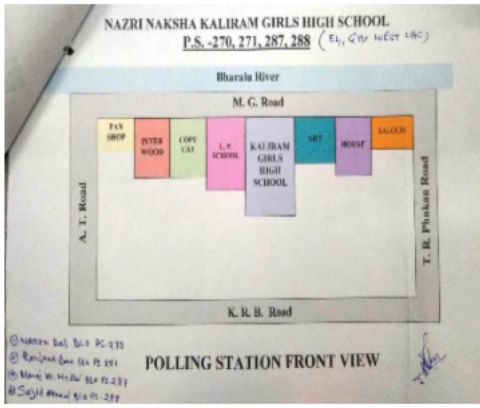 NAZRI NAKSHA KALIRAM GIRLS HIGH SCHOOL
P.S. -270, 271, 287, 288
Bharalu River
M. G. Road
PAN SHOP
INTER WOOD
COPY CAT
L. P. SCHOOL
KALIRAM GIRLS HIGH SCHOOL
ART
HOUSE
SALOON
A. T. Road
T. R. Phukan Road
K. R. B. Road
POLLING STATION FRONT VIEW